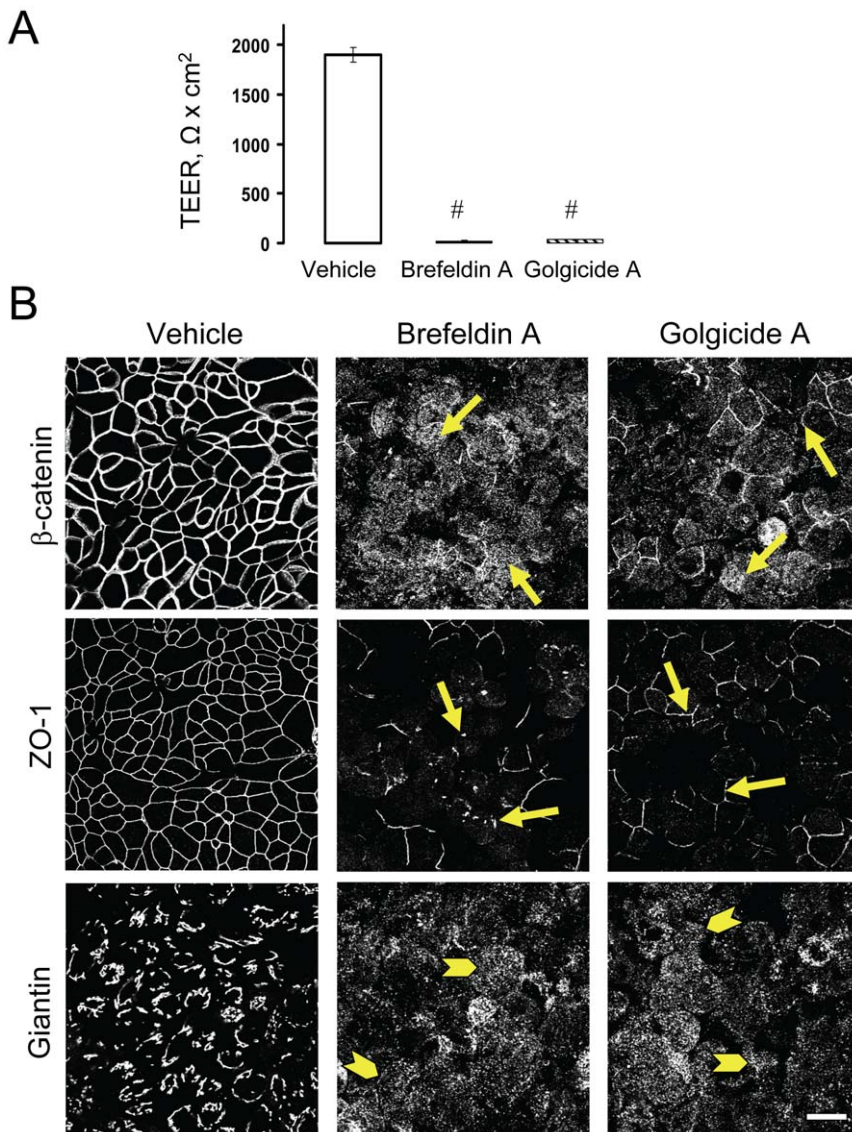 A
TEER, Ω x cm²
2000
1500
1000
500
0
# #
Vehicle Brefeldin A Golgicide A
B
Vehicle Brefeldin A Golgicide A
β-catenin
ZO-1
Giantin